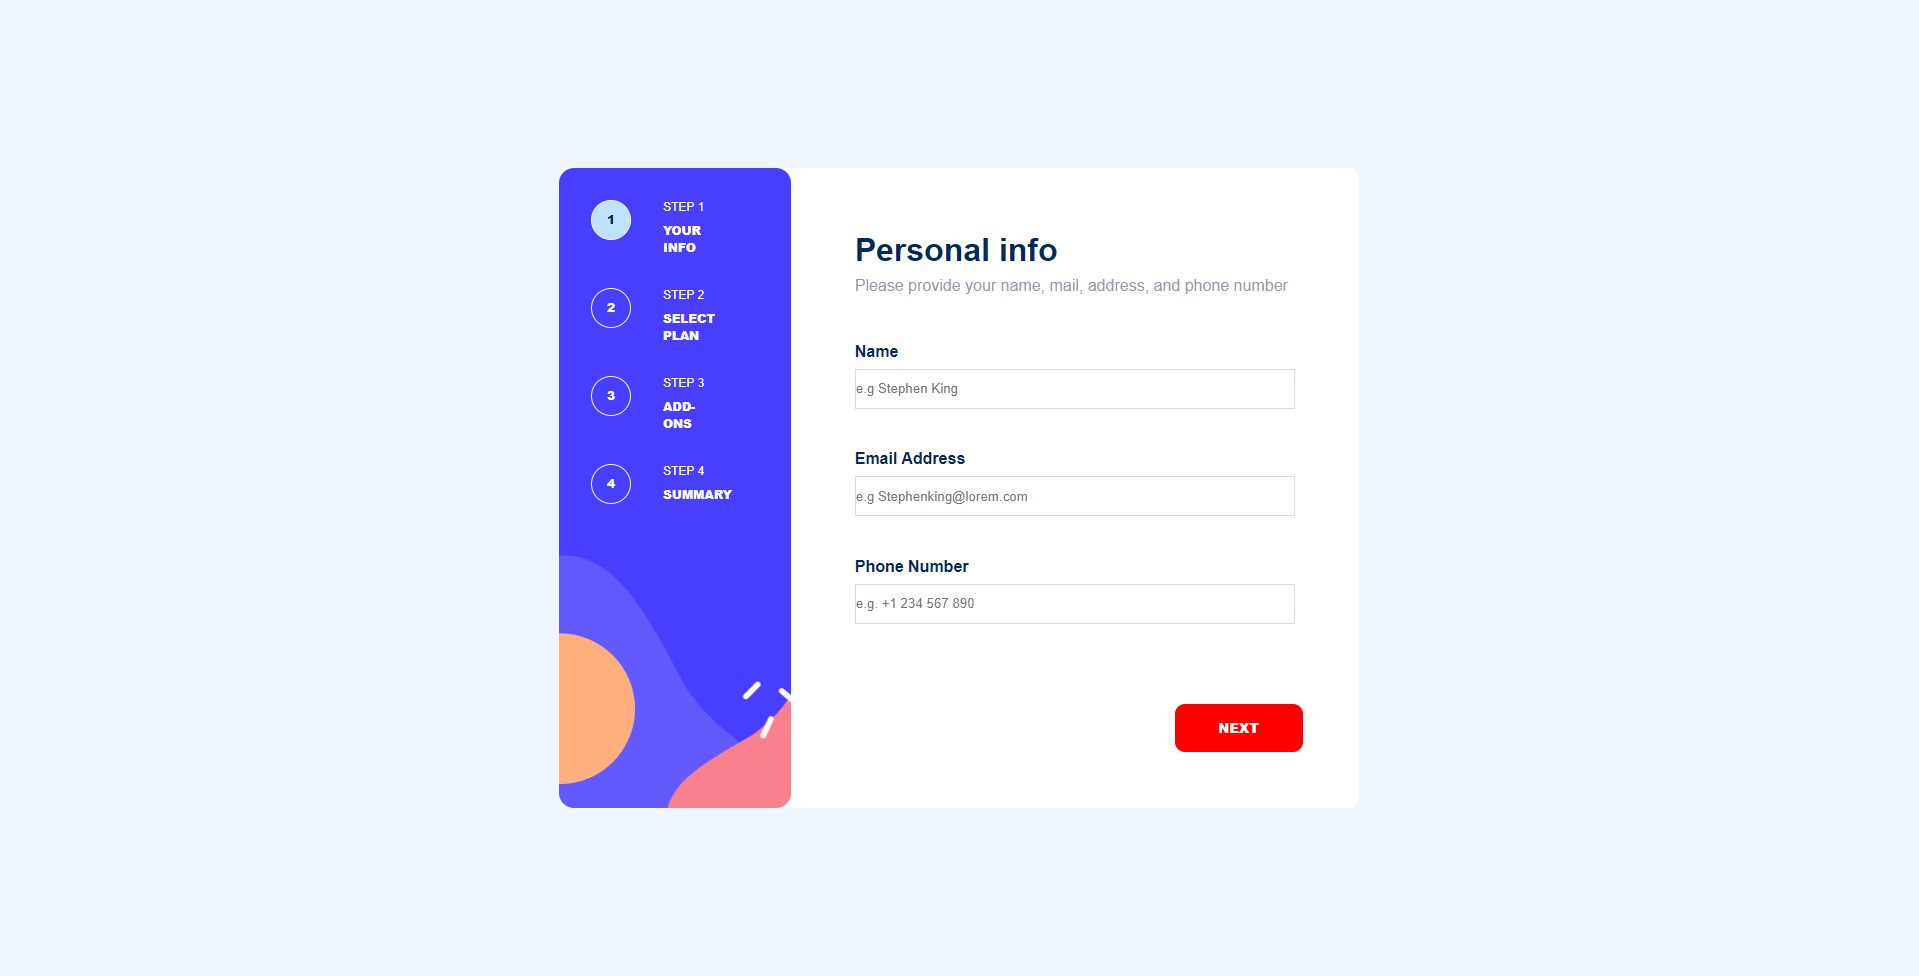 1
STEP 1
YOUR
INFO
2
STEP 2
SELECT
PLAN
3
STEP 3
ADD-
ONS
4
STEP 4
SUMMARY
Personal info
Please provide your name, mail, address, and phone number
Name
e.g Stephen King
Email Address
e.g Stephenking@lorem.com
Phone Number
e.g. +1 234 567 890
NEXT